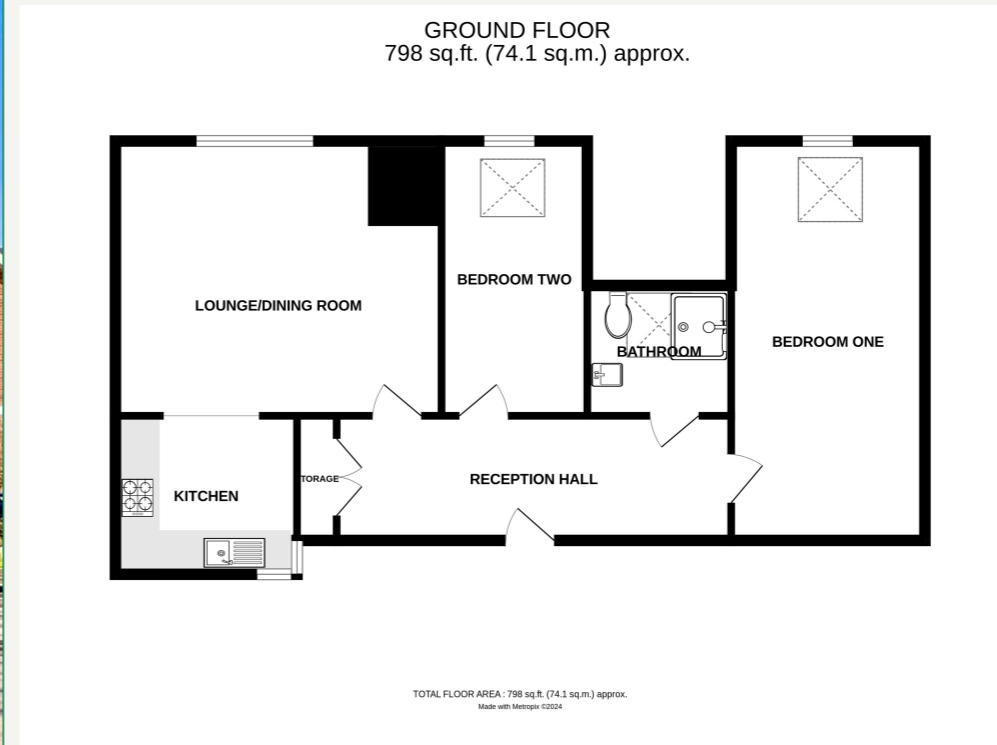 GROUND FLOOR
798 sq.ft. (74.1 sq.m.) approx.
BEDROOM TWO
LOUNGE/DINING ROOM
BEDROOM ONE
BATHROOM
TORAGE
RECEPTION HALL
KITCHEN
TOTAL FLOOR AREA : 798 sq.ft. (74.1 sq.m.) approx.
Made with Metropix ©2024